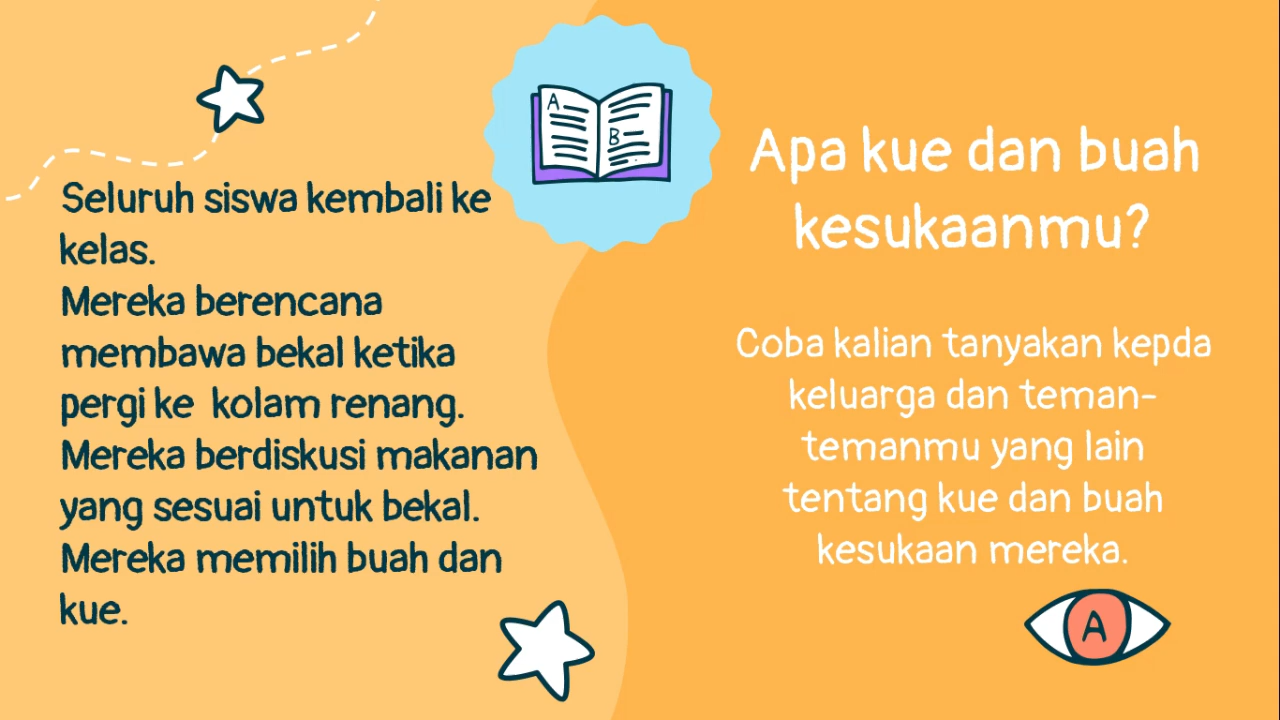 Seluruh siswa kembali ke
kelas.
Mereka berencana
membawa bekal ketika
pergi ke kolam renang.
Mereka berdiskusi makanan
yang sesuai untuk bekal.
Mereka memilih buah dan
kue.
A
B
Apa kue dan buah
kesukaanmu?
Coba kalian tanyakan kepda
keluarga dan teman-
temanmu yang lain
tentang kue dan buah
kesukaan mereka.
A